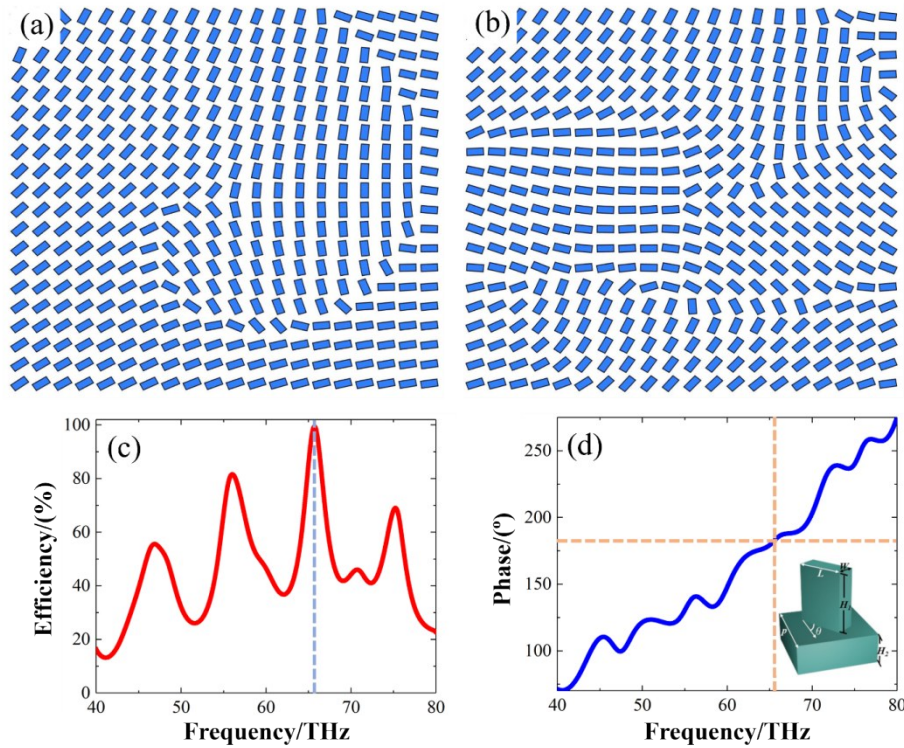 (a)
(b)
(c)
100
80
60
40
20
0
Efficiency/(%)
40 50 60 70 80
Frequency/THz
(d)
250
200
150
100
Phase/(º)
40 50 60 70 80
Frequency/THz
L
W
H
P
θ
H₂